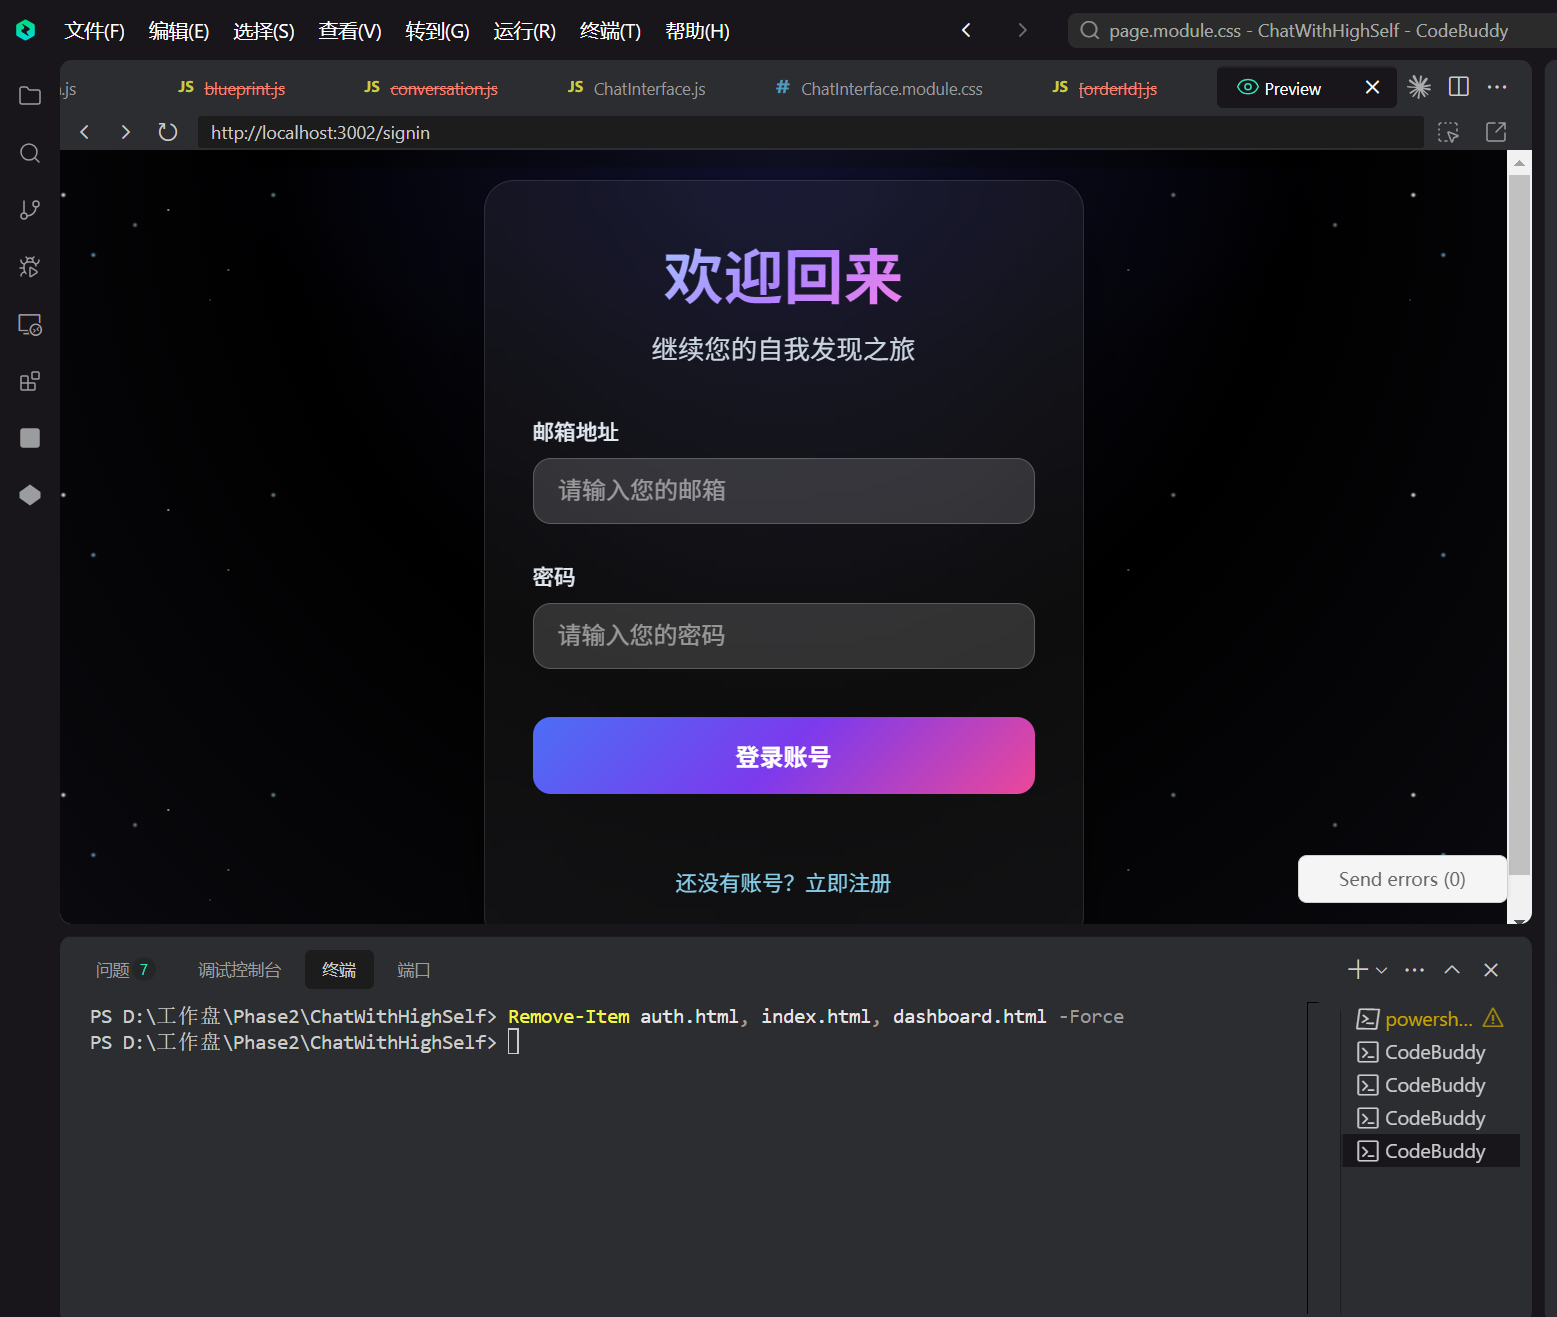 文件(F) 编辑(E) 选择(S) 查看(V) 转到(G) 运行(R) 终端(T) 帮助(H) page.module.css - ChatWithHighSelf - CodeBuddy
.js JS blueprint.js JS conversation.js JS ChatInterface.js # ChatInterface.module.css JS [orderId].js Preview
http://localhost:3002/signin
欢迎回来
继续您的自我发现之旅
邮箱地址
请输入您的邮箱
密码
请输入您的密码
登录账号
还没有账号？立即注册
Send errors (0)
问题 7 调试控制台 终端 端口
PS D:\工作盘\Phase2\ChatWithHighSelf> Remove-Item auth.html, index.html, dashboard.html -Force
PS D:\工作盘\Phase2\ChatWithHighSelf>
powersh...
CodeBuddy
CodeBuddy
CodeBuddy
CodeBuddy